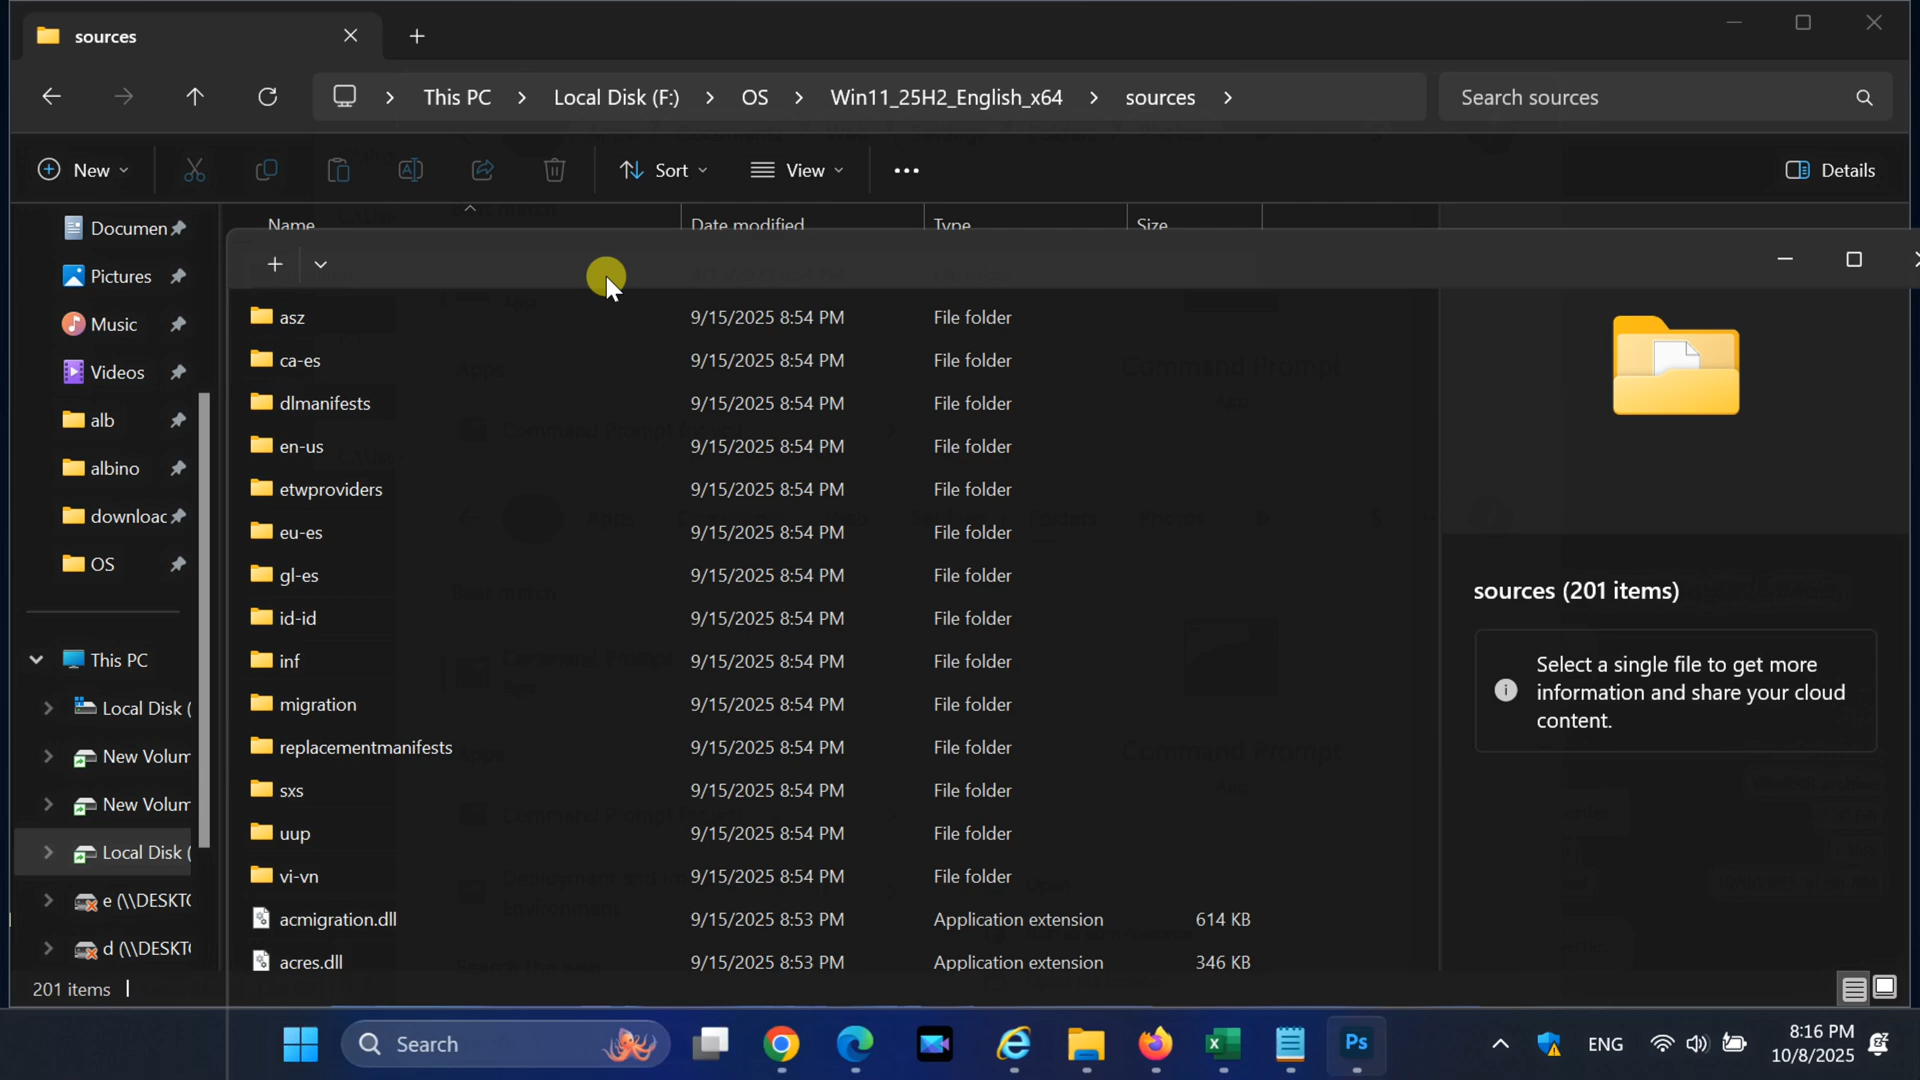 sources
This PC
Local Disk (F:)
OS
Win11_25H2_English_x64
sources
Search sources
New
Sort
View
Details
Name
Date modified
Type
Size
Documen
Pictures
Music
Videos
alb
albino
downloac
OS
This PC
Local Disk (
New Volum
New Volum
Local Disk (
e (\\DESKT(
d (\\DESKT(
asz 9/15/2025 8:54 PM File folder
ca-es 9/15/2025 8:54 PM File folder
dlmanifests 9/15/2025 8:54 PM File folder
en-us 9/15/2025 8:54 PM File folder
etwproviders 9/15/2025 8:54 PM File folder
eu-es 9/15/2025 8:54 PM File folder
gl-es 9/15/2025 8:54 PM File folder
id-id 9/15/2025 8:54 PM File folder
inf 9/15/2025 8:54 PM File folder
migration 9/15/2025 8:54 PM File folder
replacementmanifests 9/15/2025 8:54 PM File folder
sxs 9/15/2025 8:54 PM File folder
uup 9/15/2025 8:54 PM File folder
vi-vn 9/15/2025 8:54 PM File folder
acmigration.dll 9/15/2025 8:53 PM Application extension 614 KB
acres.dll 9/15/2025 8:53 PM Application extension 346 KB
sources (201 items)
Select a single file to get more
information and share your cloud
content.
201 items
Search
Ps
ENG
8:16 PM
10/8/2025